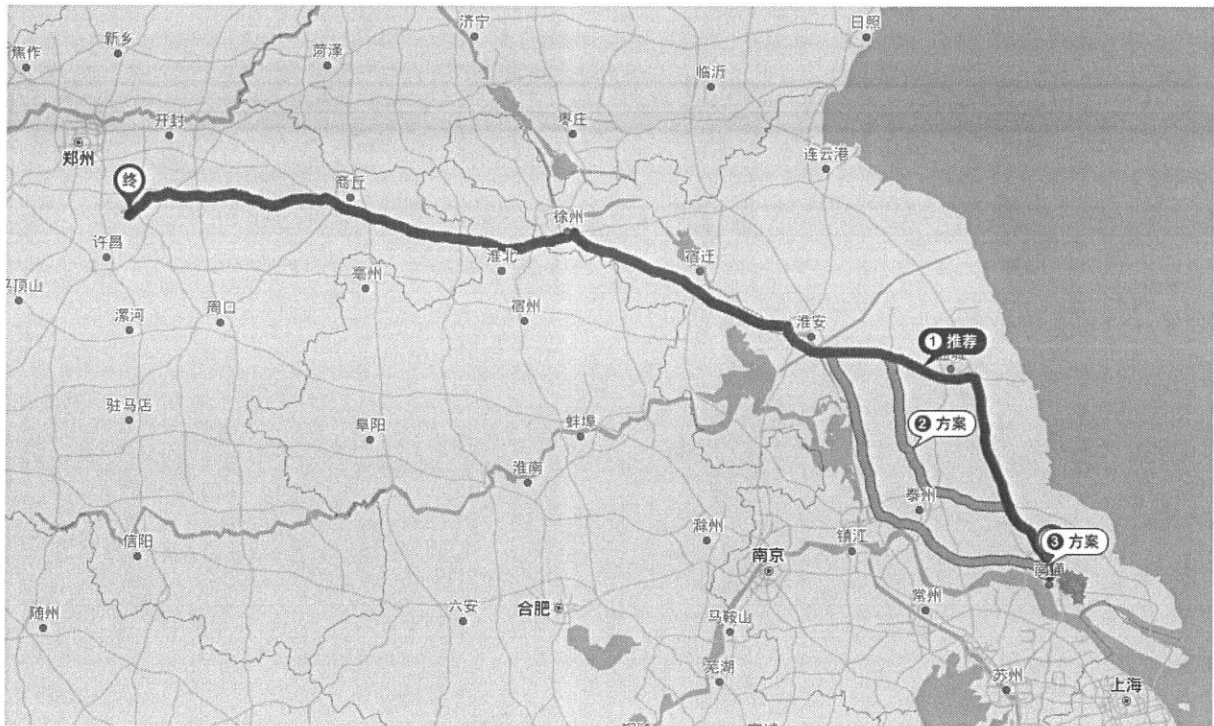 济宁
日照
新乡
菏泽
焦作
临沂
枣庄
开封
郑州
连云港
终
商丘
徐州
许昌
淮北
宿迁
亳州
顶山
宿州
周口
漯河
淮安
1 推荐
驻马店
2 方案
阜阳
蚌埠
淮南
泰州
滁州
镇江
3 方案
信阳
南京
南通
六安
合肥
常州
随州
马鞍山
芜湖
苏州
上海